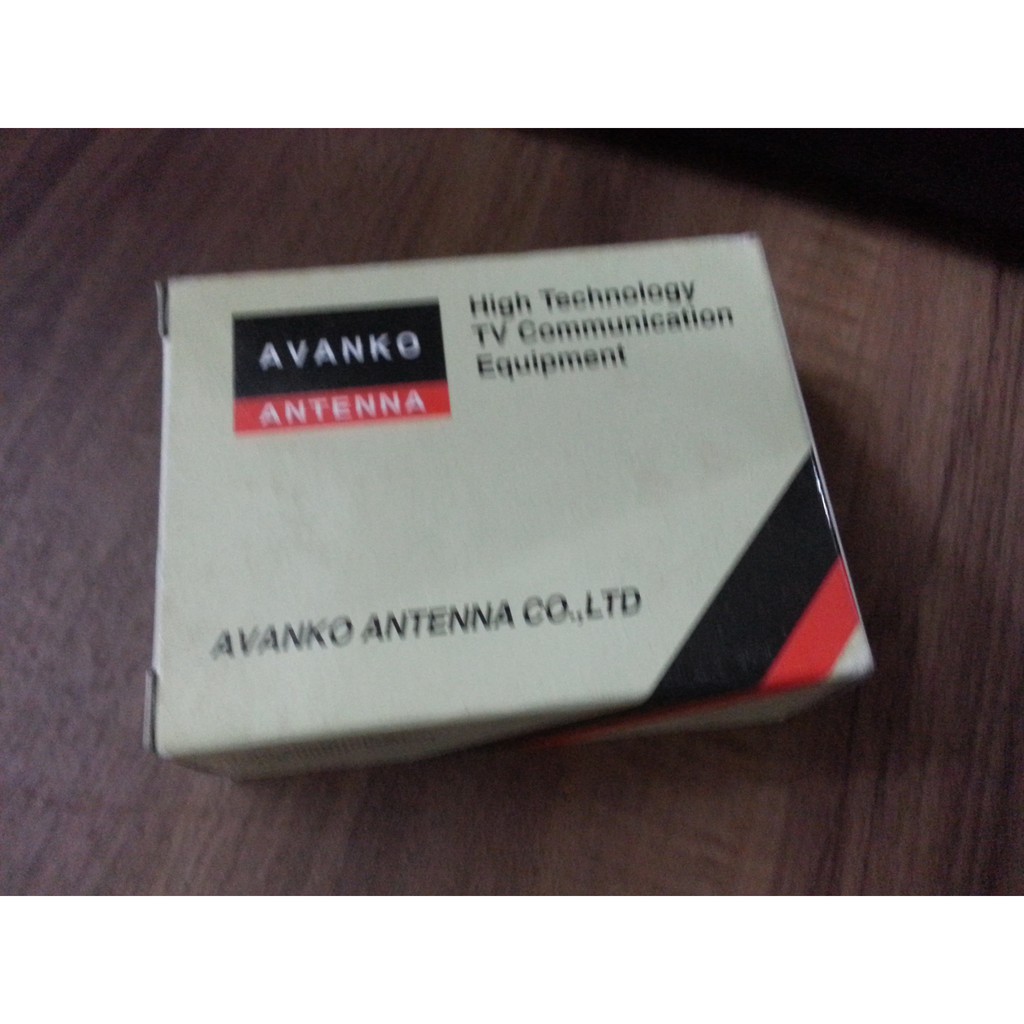 AVANKO
ANTENNA
High Technology
TV Communication
Equipment
AVANKO ANTENNA CO.,LTD